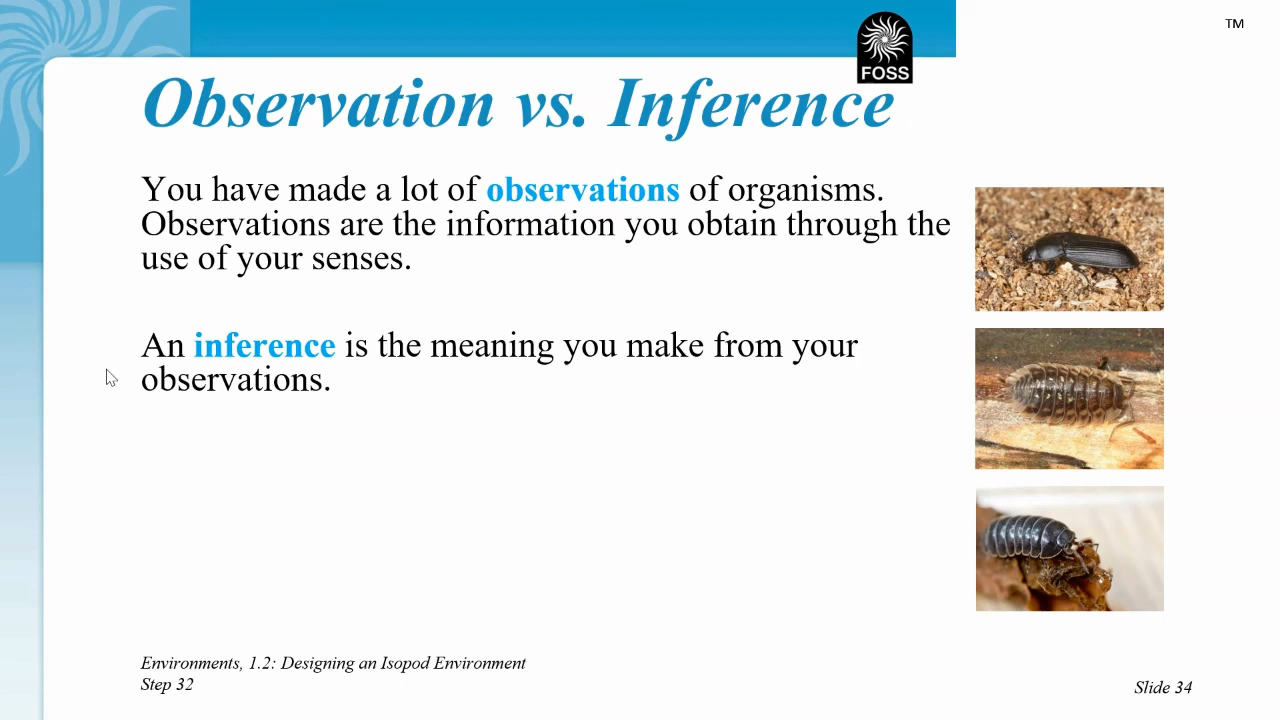 FOSS
TM
Observation vs. Inference
You have made a lot of observations of organisms.
Observations are the information you obtain through the
use of your senses.
An inference is the meaning you make from your
observations.
Environments, 1.2: Designing an Isopod Environment
Step 32
Slide 34